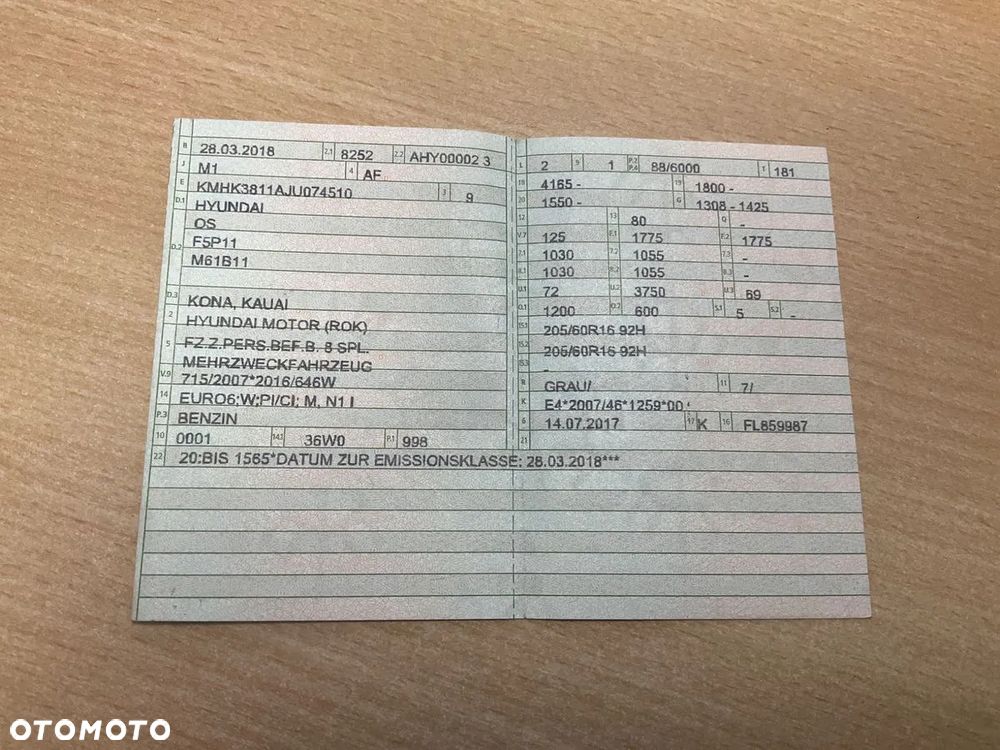 B 28.03.2018 2.1 8252 2.2 AHY00002 3
J M1 4 AF
E KMHK3811AJU074510 3 9
D.1 HYUNDAI
OS
D.2 F5P11
M61B11
D.3 KONA, KAUAI
2 HYUNDAI MOTOR (ROK)
5 FZ.Z.PERS.BEF.B. 8 SPL.
MEHRZWECKFAHRZEUG
V.9 715/2007*2016/646W
14 EURO6;W;PI/CI; M, N1 I
P.3 BENZIN
10 0001 14.1 36W0 P.1 998
22 20:BIS 1565*DATUM ZUR EMISSIONSKLASSE: 28.03.2018***
L 2 9 1 P.2 P.4 88/6000 T 181
18 4165 - 19 1800 -
20 1550 - G 1308 - 1425
12 13 80 Q -
V.7 125 F.1 1775 F.2 1775
7.1 1030 7.2 1055 7.3 -
8.1 1030 8.2 1055 8.3 -
U.1 72 U.2 3750 U.3 69
O.1 1200 O.2 600 S.1 5 S.2 -
15.1 205/60R16 92H
15.2 205/60R16 92H
15.3 -
R GRAU/ 11 7/
K E4*2007/46*1259*00
6 14.07.2017 17 K 16 FL859987
21
OTOMOTO